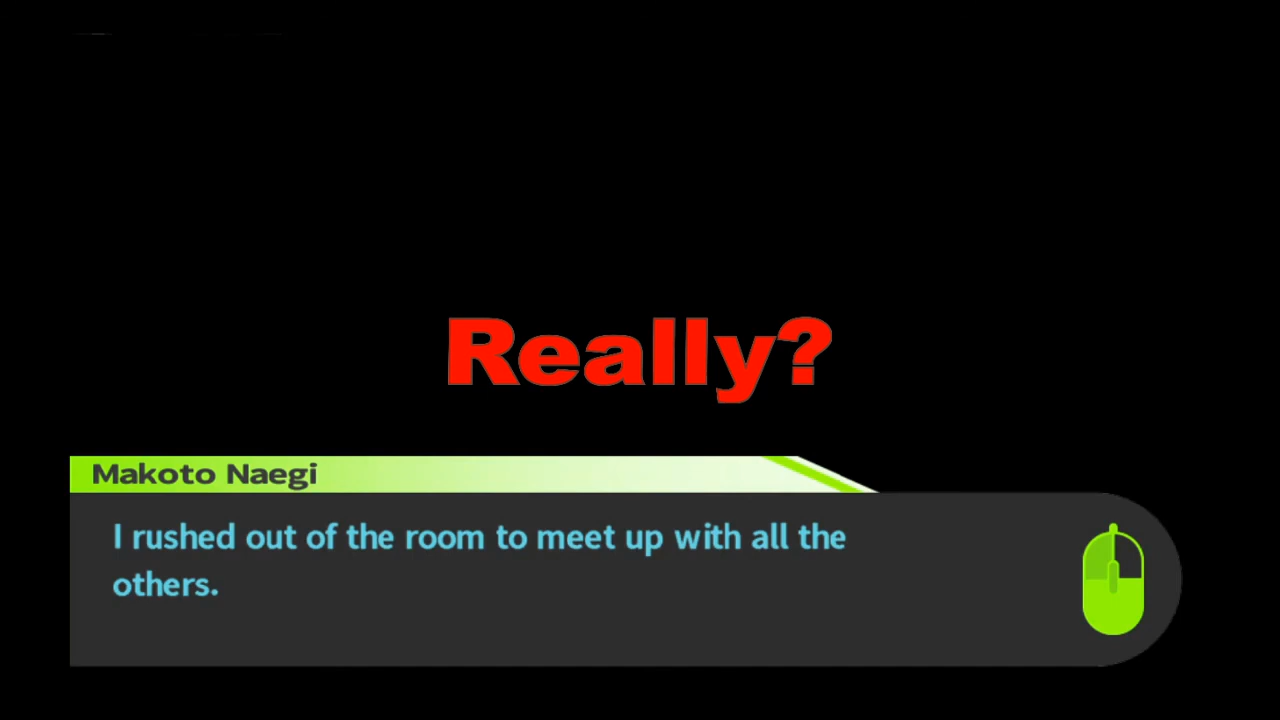 Really?
Makoto Naegi
I rushed out of the room to meet up with all the
others.